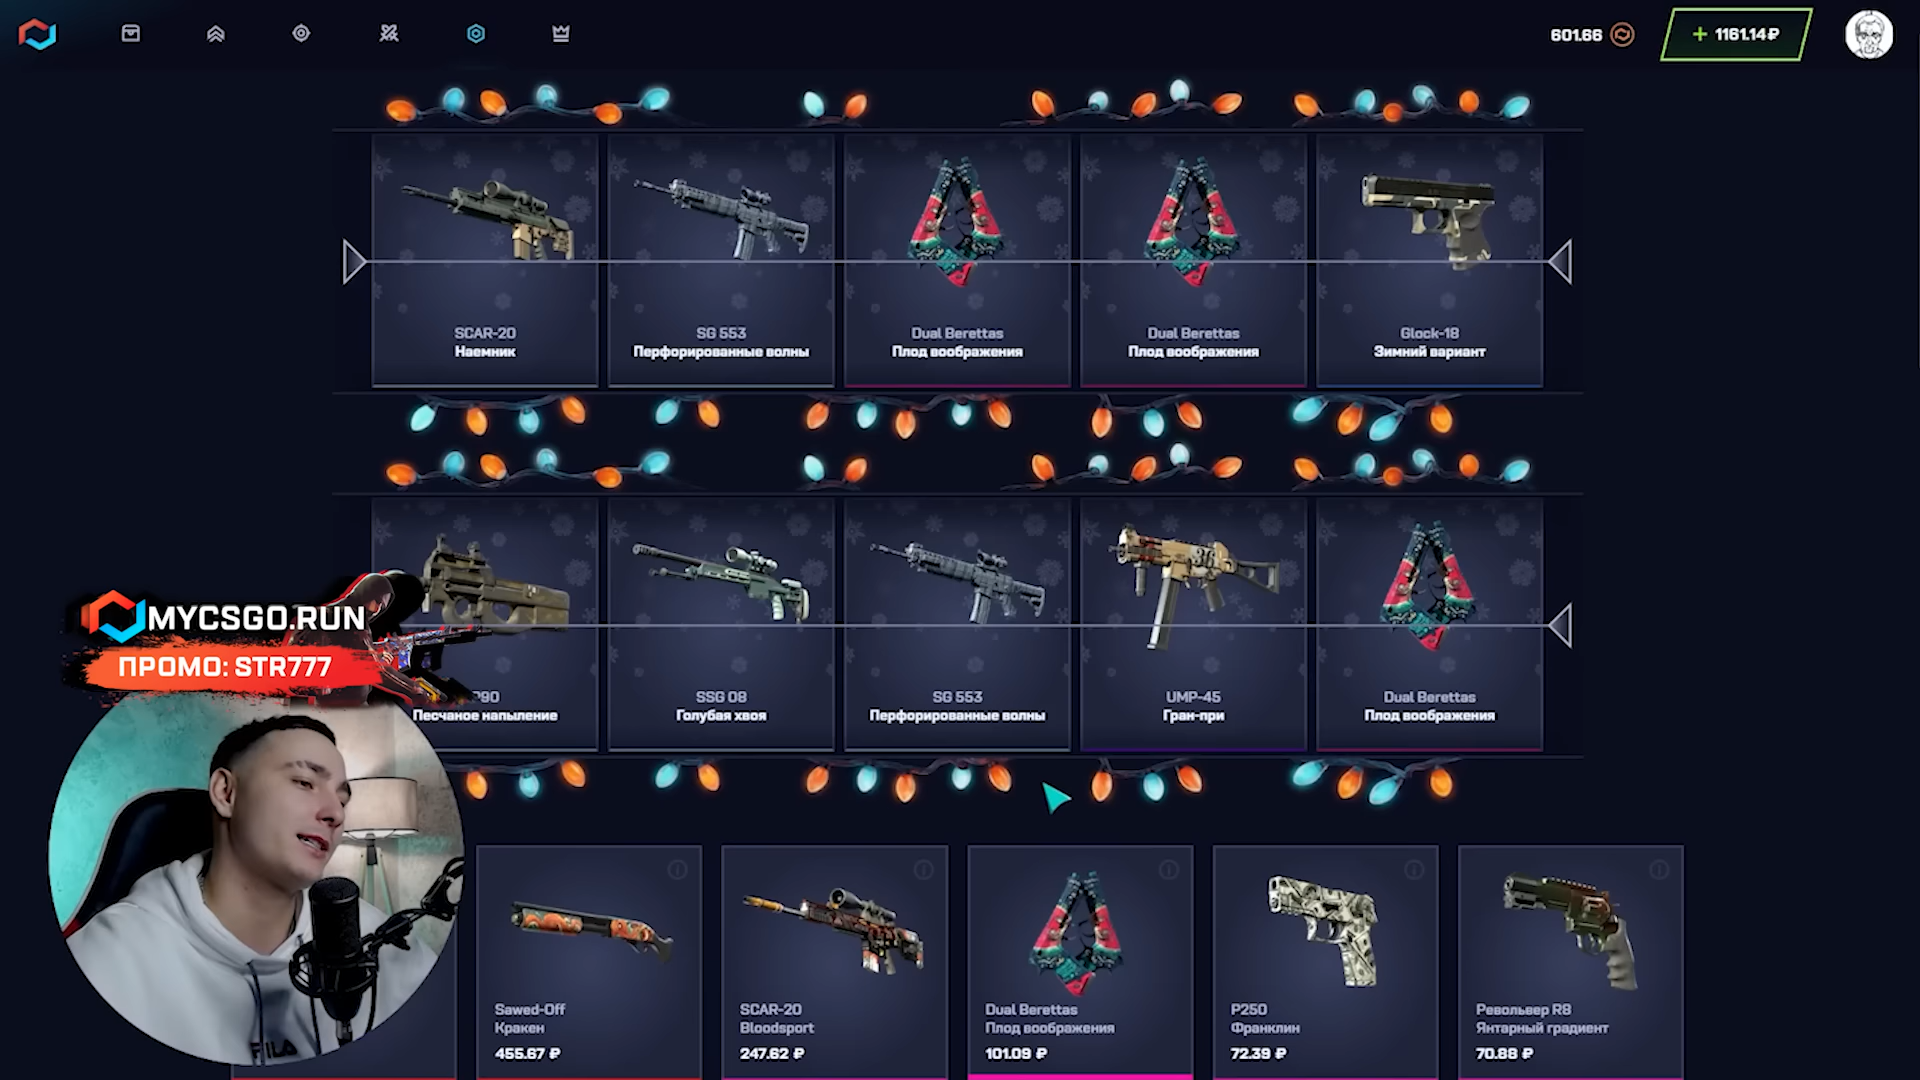 601.66
+ 1161.14 ₽
SCAR-20
Наемник
SG 553
Перфорированные волны
Dual Berettas
Плод воображения
Dual Berettas
Плод воображения
Glock-18
Зимний вариант
P90
Песчаное напыление
SSG 08
Голубая хвоя
SG 553
Перфорированные волны
UMP-45
Гран-при
Dual Berettas
Плод воображения
MYCSGO.RUN
ПРОМО: STR777
FILA
Sawed-Off
Кракен
455.67 ₽
SCAR-20
Bloodsport
247.62 ₽
Dual Berettas
Плод воображения
101.09 ₽
P250
Франклин
72.39 ₽
Револьвер R8
Янтарный градиент
70.88 ₽